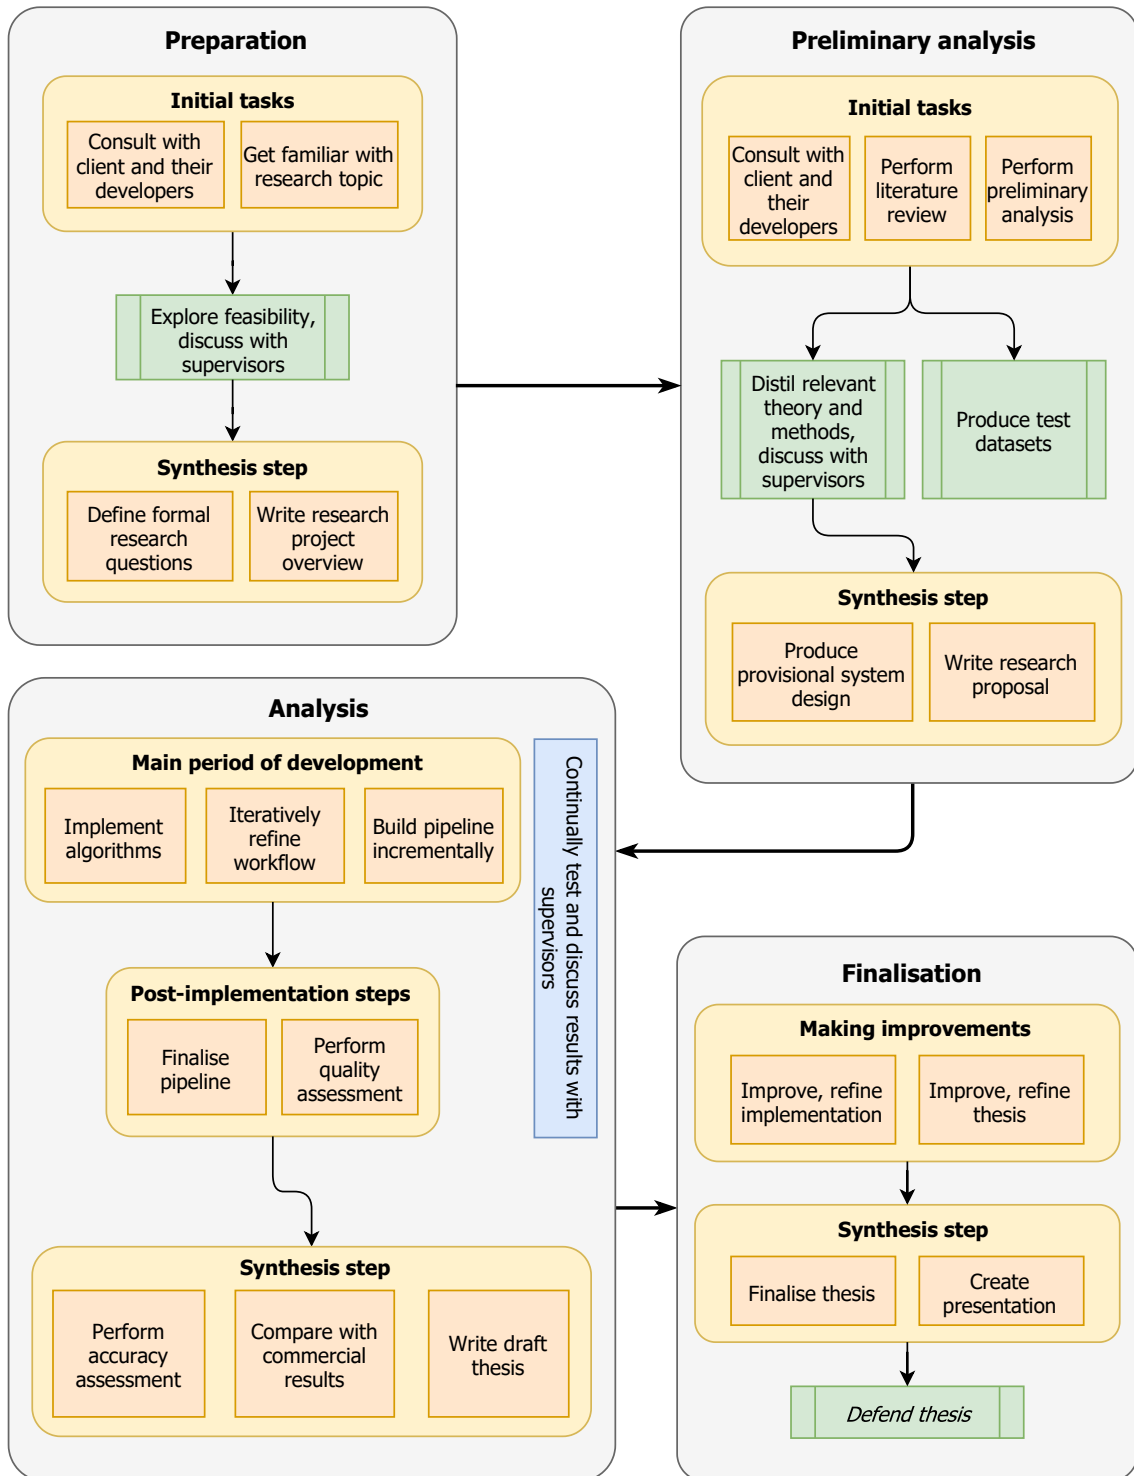 Preparation
Initial tasks
Consult with
client and their
developers
Get familiar with
research topic
Explore feasibility,
discuss with
supervisors
Synthesis step
Define formal
research
questions
Write research
project
overview
Preliminary analysis
Initial tasks
Consult with
client and
their
developers
Perform
literature
review
Perform
preliminary
analysis
Distil relevant
theory and
methods,
discuss with
supervisors
Produce test
datasets
Synthesis step
Produce
provisional system
design
Write research
proposal
Analysis
Main period of development
Implement
algorithms
Iteratively
refine
workflow
Build pipeline
incrementally
Continually test and discuss results with
supervisors
Post-implementation steps
Finalise
pipeline
Perform
quality
assessment
Synthesis step
Perform
accuracy
assessment
Compare with
commercial
results
Write draft
thesis
Finalisation
Making improvements
Improve, refine
implementation
Improve, refine
thesis
Synthesis step
Finalise thesis
Create
presentation
Defend thesis